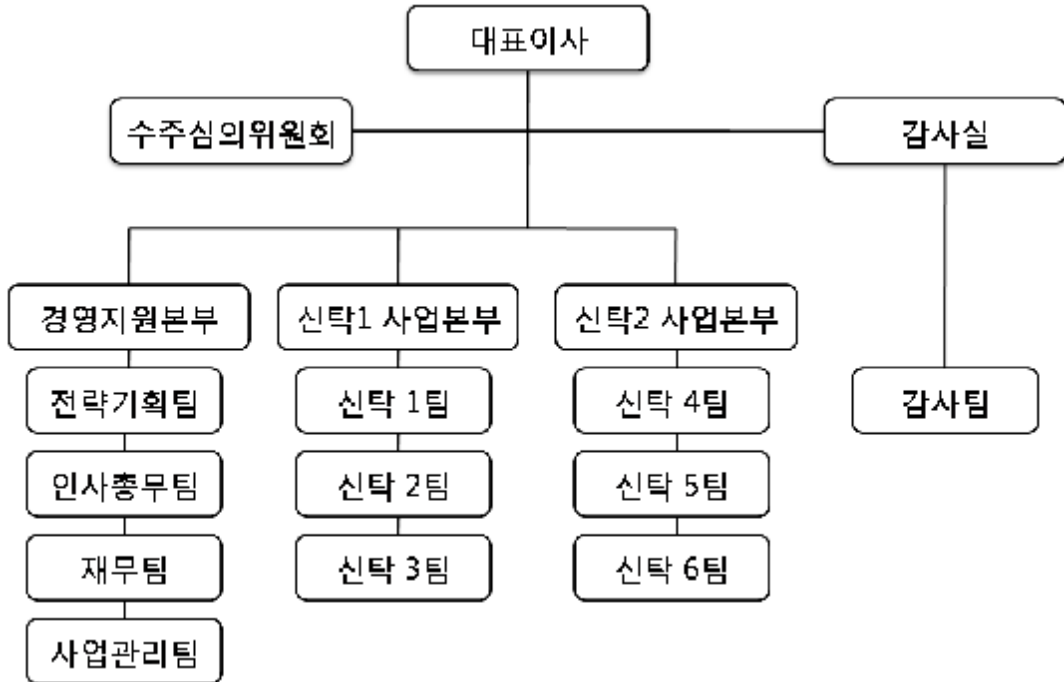 대표이사
수주심의위원회
감사실
경영지원본부
신탁1 사업본부
신탁2 사업본부
전략기획팀
신탁 1팀
신탁 4팀
감사팀
인사총무팀
신탁 2팀
신탁 5팀
재무팀
신탁 3팀
신탁 6팀
사업관리팀